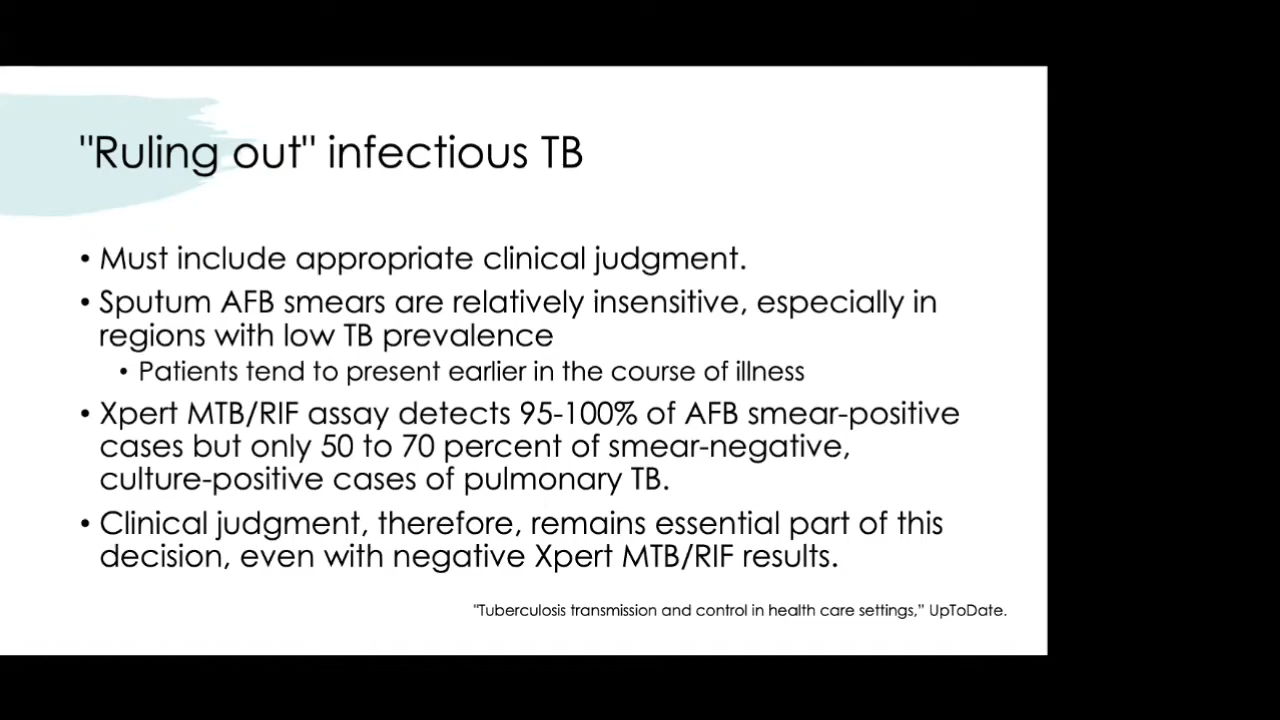 "Ruling out" infectious TB
• Must include appropriate clinical judgment.
• Sputum AFB smears are relatively insensitive, especially in
regions with low TB prevalence
• Patients tend to present earlier in the course of illness
• Xpert MTB/RIF assay detects 95-100% of AFB smear-positive
cases but only 50 to 70 percent of smear-negative,
culture-positive cases of pulmonary TB.
• Clinical judgment, therefore, remains essential part of this
decision, even with negative Xpert MTB/RIF results.
"Tuberculosis transmission and control in health care settings,” UpToDate.